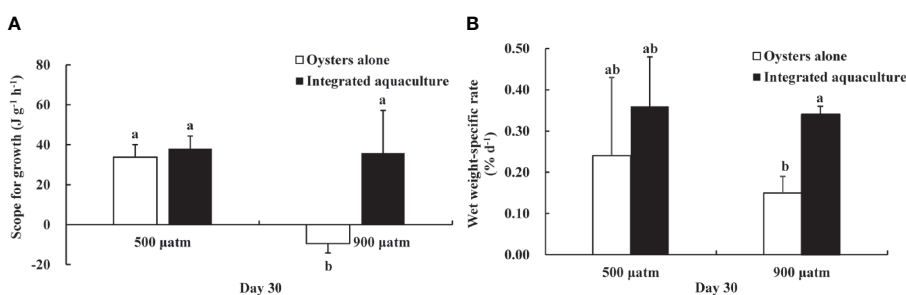 A
Scope for growth (J g-1 h-1)
80
60
40
20
0
-20
Oysters alone
Integrated aquaculture
a
a
a
b
500 μatm
900 μatm
Day 30
B
Wet weight-specific rate
(% d-1)
0.50
0.40
0.30
0.20
0.10
0.00
Oysters alone
Integrated aquaculture
ab
ab
a
b
500 μatm
900 μatm
Day 30